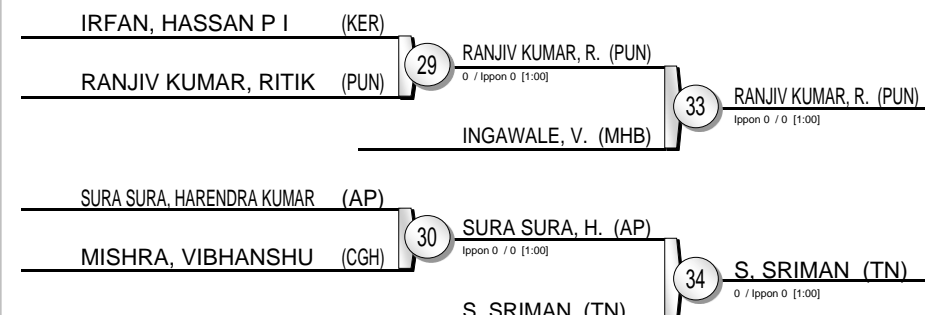 IRFAN, HASSAN P I (KER)
29
RANJIV KUMAR, R. (PUN)
0 / Ippon 0 [1:00]
RANJIV KUMAR, RITIK (PUN)
33
RANJIV KUMAR, R. (PUN)
Ippon 0 / 0 [1:00]
INGAWALE, V. (MHB)
SURA SURA, HARENDRA KUMAR (AP)
30
SURA SURA, H. (AP)
Ippon 0 / 0 [1:00]
MISHRA, VIBHANSHU (CGH)
34
S, SRIMAN (TN)
0 / Ippon 0 [1:00]
S, SRIMAN (TN)